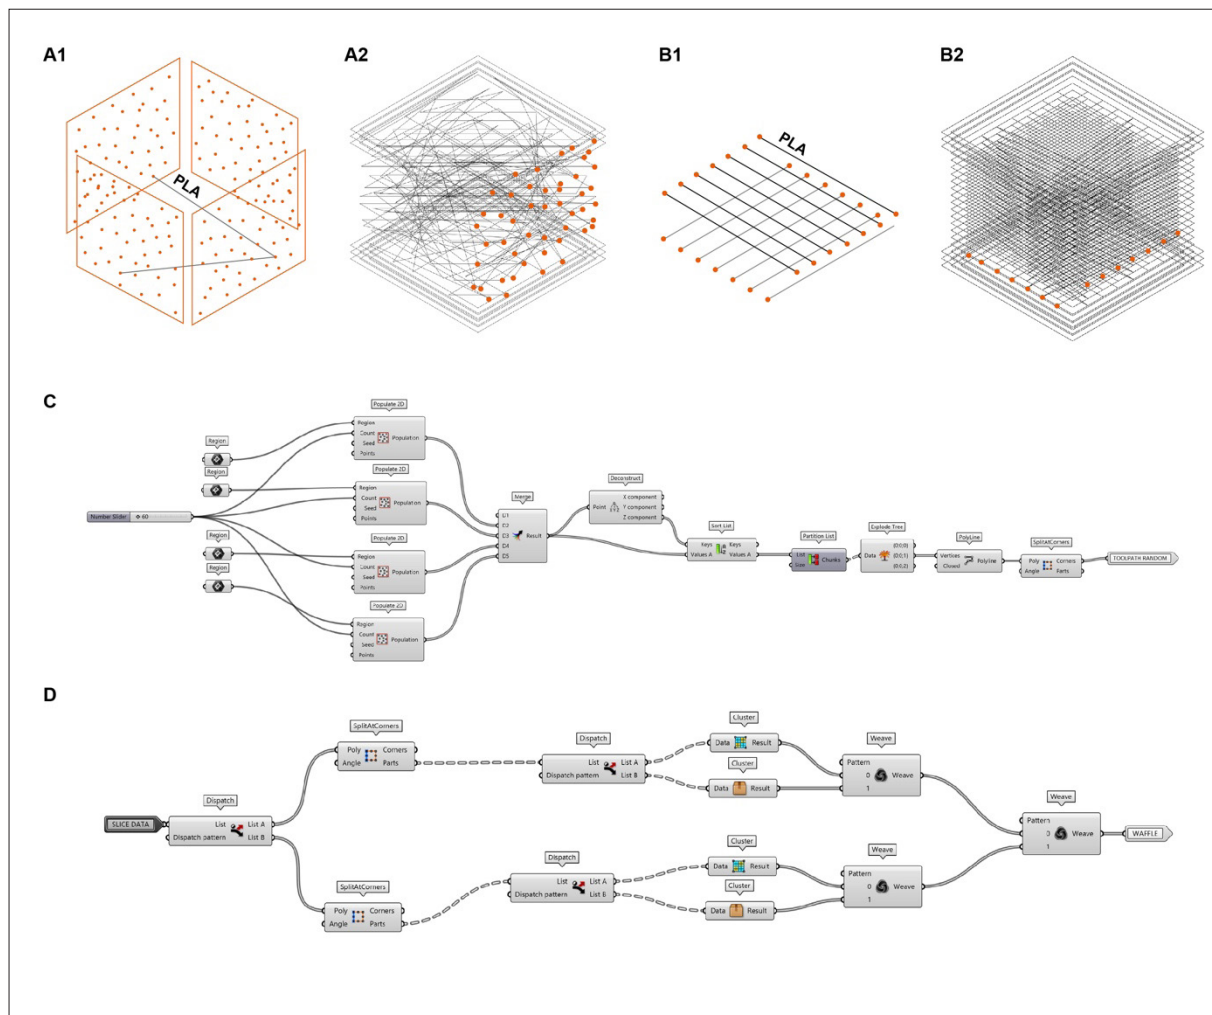 A1
A2
B1
B2
PLA
PLA
C
Populate 2D
Region
Count
Seed
Points
Population
Region
Region
Populate 2D
Region
Count
Seed
Points
Population
Number Slider
60
Region
Region
Populate 2D
Region
Count
Seed
Points
Population
Populate 2D
Region
Count
Seed
Points
Population
Merge
D1
D2
D3
D4
D5
Result
Deconstruct
Point
X component
Y component
Z component
Sort List
Keys
Values A
Keys
Values A
Partition List
List
Size
Chunks
Explode Tree
Data
{0;0;0}
{0;0;1}
{0;0;2}
PolyLine
Vertices
Closed
Polyline
SplitAtCorners
Poly
Angle
Corners
Parts
TOOLPATH RANDOM
D
SLICE DATA
Dispatch
List
Dispatch pattern
List A
List B
SplitAtCorners
Poly
Angle
Corners
Parts
Dispatch
List
Dispatch pattern
List A
List B
Cluster
Data
Result
Cluster
Data
Result
Weave
Pattern
0
1
Weave
SplitAtCorners
Poly
Angle
Corners
Parts
Dispatch
List
Dispatch pattern
List A
List B
Cluster
Data
Result
Cluster
Data
Result
Weave
Pattern
0
1
Weave
Weave
Pattern
0
1
Weave
WAFFLE